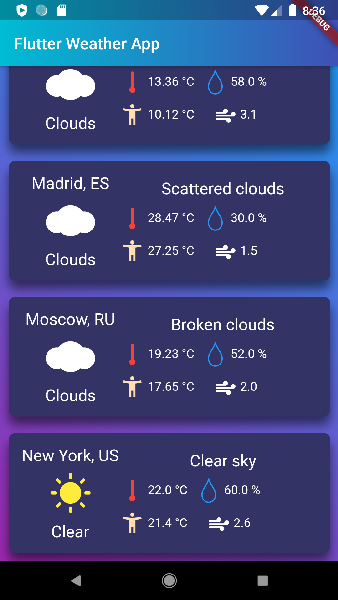 8:36
DEBUG
Flutter Weather App
13.36 °C 58.0 %
10.12 °C 3.1
Clouds
Madrid, ES
Scattered clouds
28.47 °C 30.0 %
27.25 °C 1.5
Clouds
Moscow, RU
Broken clouds
19.23 °C 52.0 %
17.65 °C 2.0
Clouds
New York, US
Clear sky
22.0 °C 60.0 %
21.4 °C 2.6
Clear